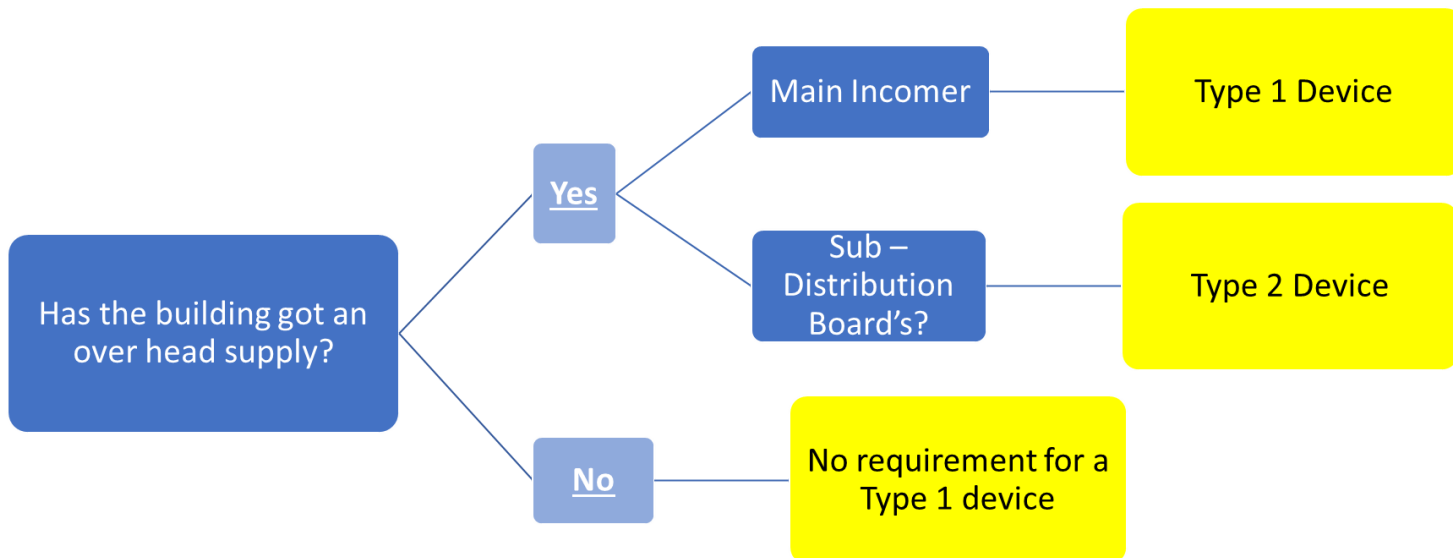 Has the building got an
over head supply?
Yes
Main Incomer
Type 1 Device
Sub –
Distribution
Board’s?
Type 2 Device
No
No requirement for a
Type 1 device